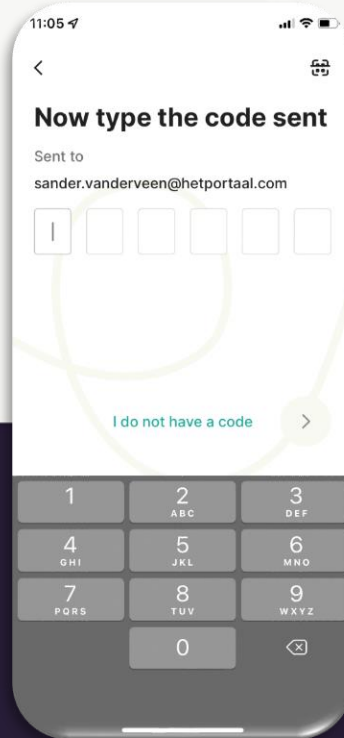 11:05
Now type the code sent
Sent to
sander.vanderveen@hetportaal.com
I do not have a code
1
2
ABC
3
DEF
4
GHI
5
JKL
6
MNO
7
PQRS
8
TUV
9
WXYZ
0